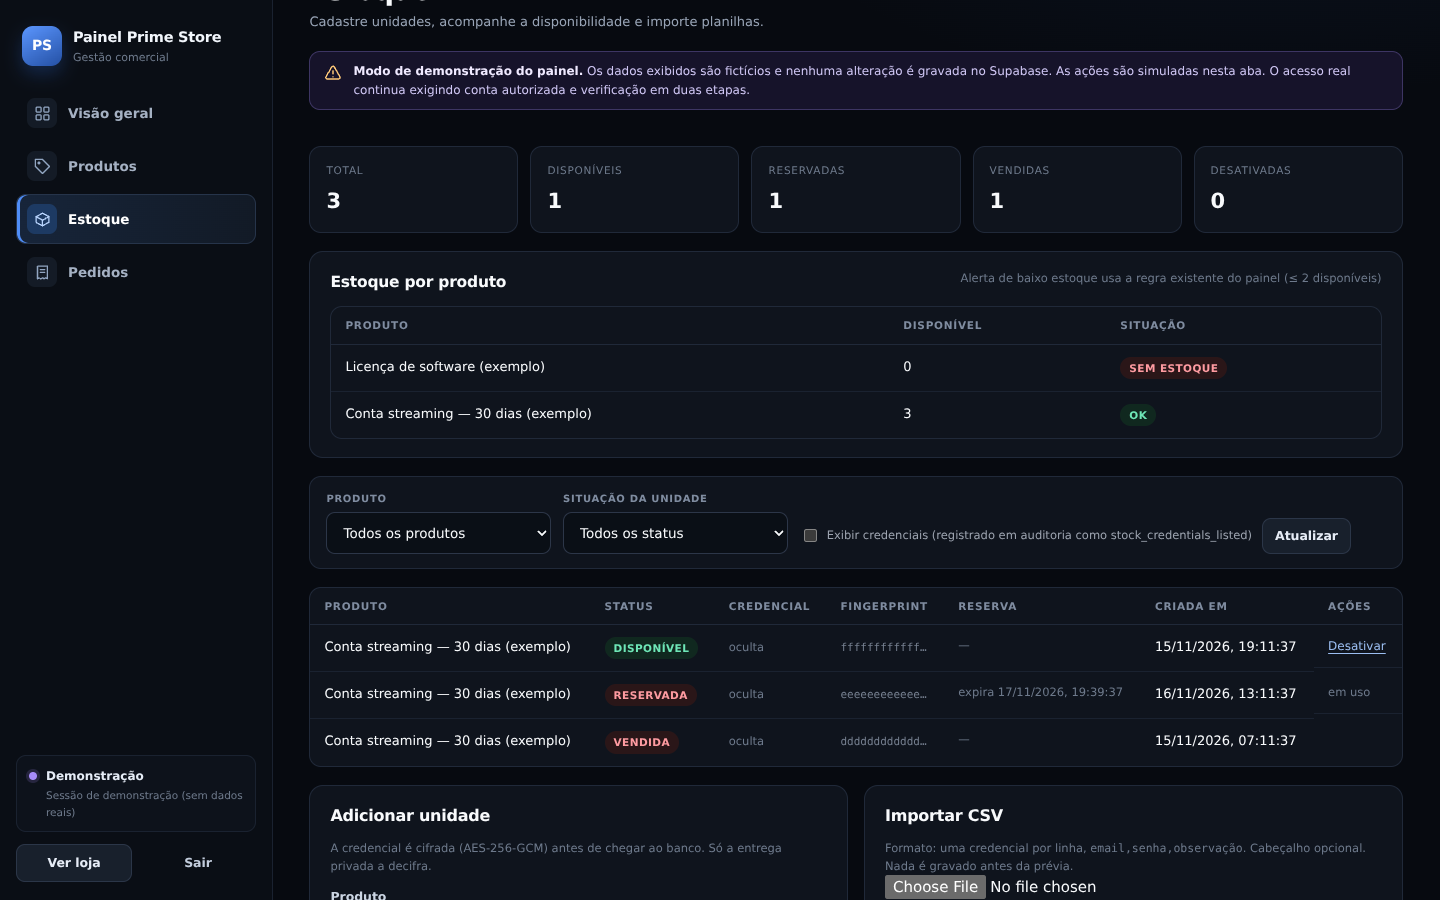 PS
Painel Prime Store
Gestão comercial
Visão geral
Produtos
Estoque
Pedidos
Demonstração
Sessão de demonstração (sem dados
reais)
Ver loja
Sair
Cadastre unidades, acompanhe a disponibilidade e importe planilhas.
Modo de demonstração do painel. Os dados exibidos são fictícios e nenhuma alteração é gravada no Supabase. As ações são simuladas nesta aba. O acesso real
continua exigindo conta autorizada e verificação em duas etapas.
TOTAL
3
DISPONÍVEIS
1
RESERVADAS
1
VENDIDAS
1
DESATIVADAS
0
Estoque por produto
Alerta de baixo estoque usa a regra existente do painel (≤ 2 disponíveis)
PRODUTO DISPONÍVEL SITUAÇÃO
Licença de software (exemplo) 0 SEM ESTOQUE
Conta streaming — 30 dias (exemplo) 3 OK
PRODUTO
Todos os produtos
SITUAÇÃO DA UNIDADE
Todos os status
Exibir credenciais (registrado em auditoria como stock_credentials_listed)
Atualizar
PRODUTO STATUS CREDENCIAL FINGERPRINT RESERVA CRIADA EM AÇÕES
Conta streaming — 30 dias (exemplo) DISPONÍVEL oculta ffffffffffff… — 15/11/2026, 19:11:37 Desativar
Conta streaming — 30 dias (exemplo) RESERVADA oculta eeeeeeeeeeee… expira 17/11/2026, 19:39:37 16/11/2026, 13:11:37 em uso
Conta streaming — 30 dias (exemplo) VENDIDA oculta dddddddddddd… — 15/11/2026, 07:11:37
Adicionar unidade
A credencial é cifrada (AES-256-GCM) antes de chegar ao banco. Só a entrega
privada a decifra.
Produto
Importar CSV
Formato: uma credencial por linha, email,senha,observação. Cabeçalho opcional.
Nada é gravado antes da prévia.
Choose File No file chosen